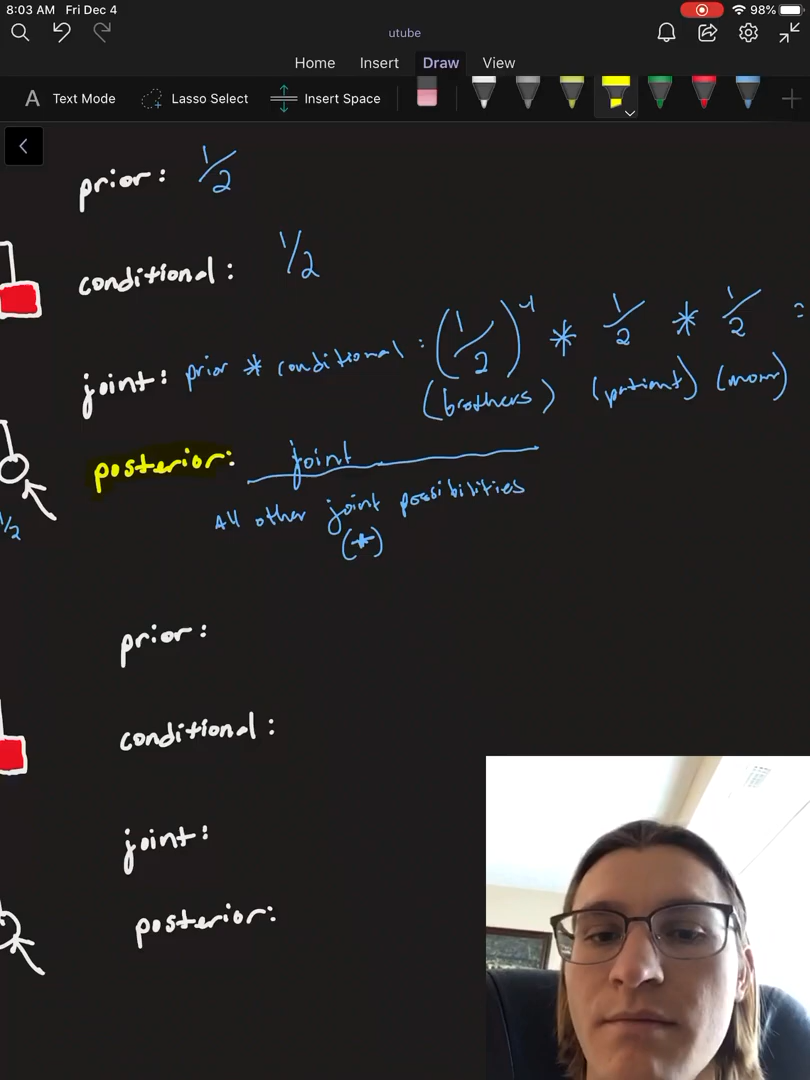 8:03 AM Fri Dec 4
98%
utube
Home Insert Draw View
A Text Mode Lasso Select Insert Space
prior: 1/2
conditional: 1/2
joint: prior * conditional : (1/2)^4 * 1/2 * 1/2 =
(brothers) (patient) (mom)
posterior: joint
All other joint possibilities
(*)
1/2
prior:
conditional:
joint:
posterior: